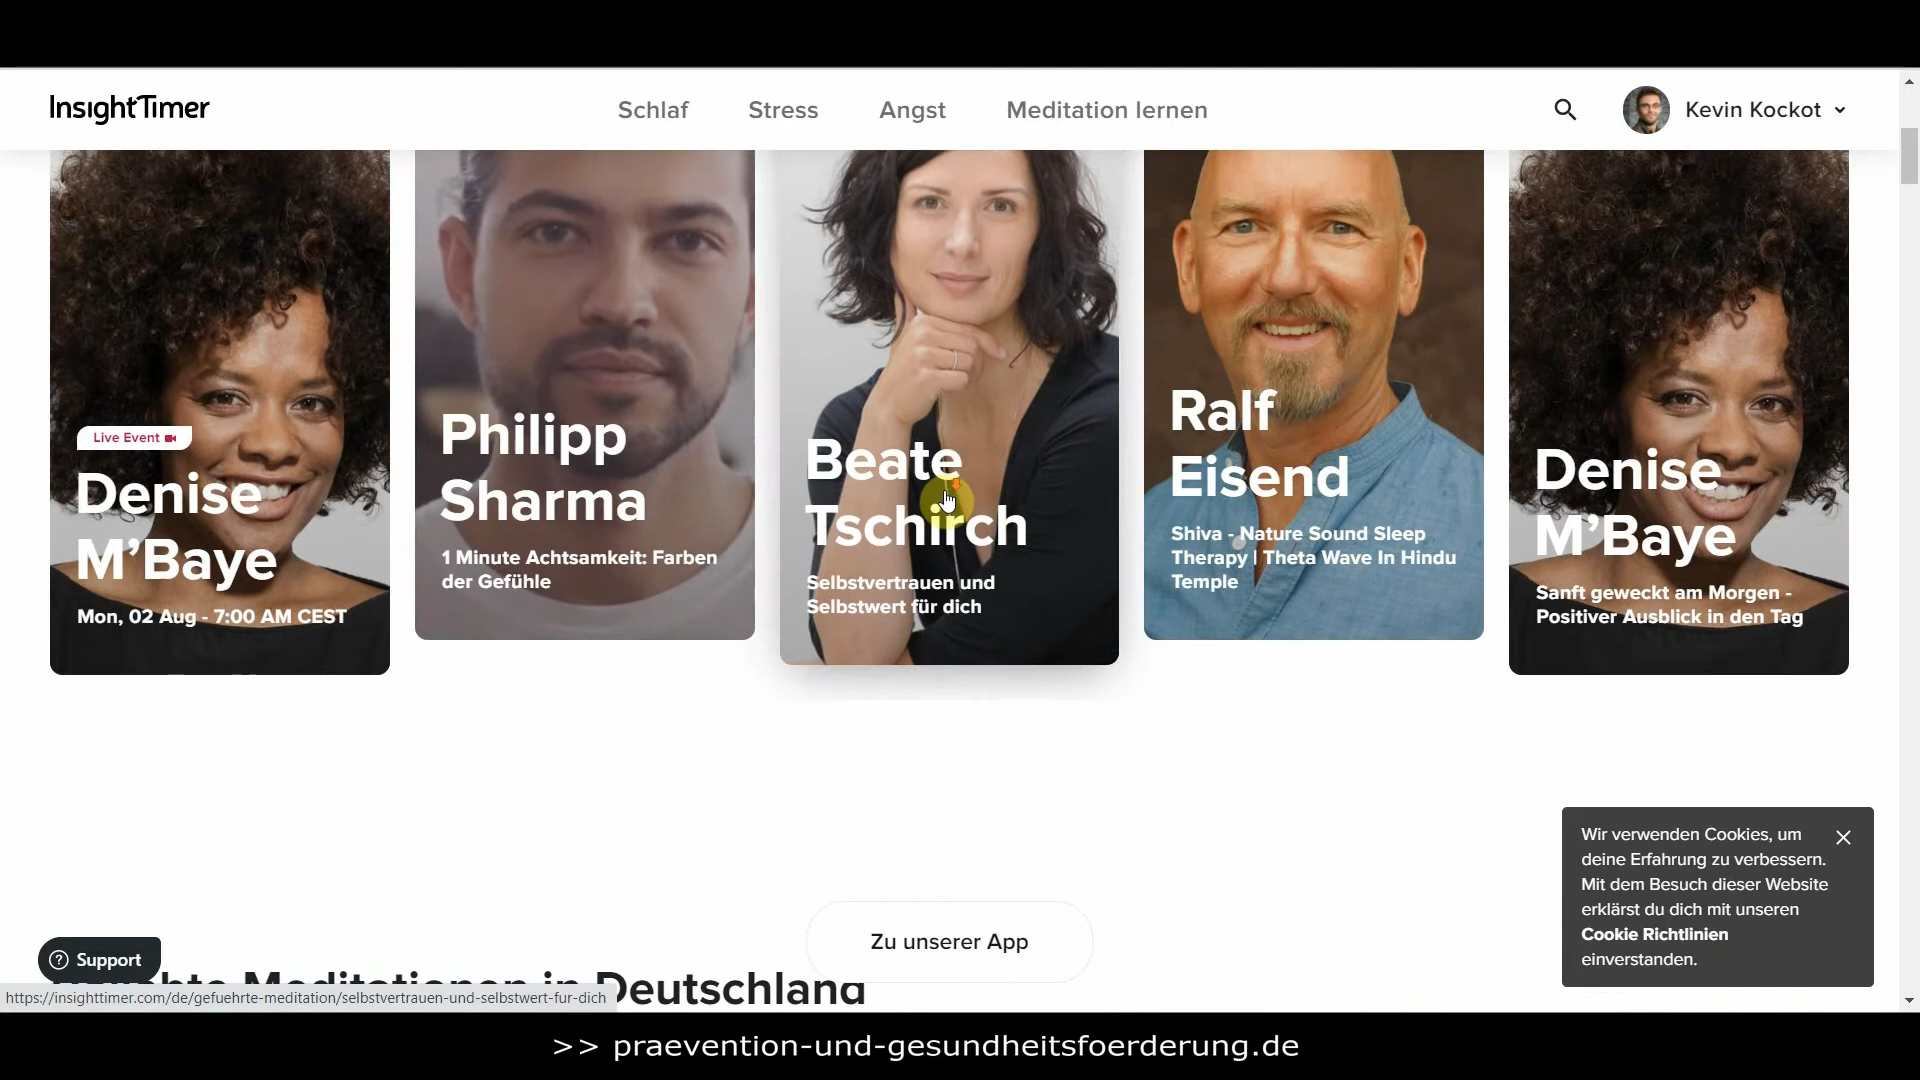 InsightTimer
Schlaf
Stress
Angst
Meditation lernen
Kevin Kockot
Live Event
Denise
M'Baye
Mon, 02 Aug - 7:00 AM CEST
Philipp
Sharma
1 Minute Achtsamkeit: Farben
der Gefühle
Beate
Tschirch
Selbstvertrauen und
Selbstwert für dich
Ralf
Eisend
Shiva - Nature Sound Sleep
Therapy | Theta Wave In Hindu
Temple
Denise
M'Baye
Sanft geweckt am Morgen -
Positiver Ausblick in den Tag
Wir verwenden Cookies, um
deine Erfahrung zu verbessern.
Mit dem Besuch dieser Website
erklärst du dich mit unseren
Cookie Richtlinien
einverstanden.
Zu unserer App
Support
Meditationen in Deutschland
https://insighttimer.com/de/gefuehrte-meditation/selbstvertrauen-und-selbstwert-fur-dich
>> praevention-und-gesundheitsfoerderung.de